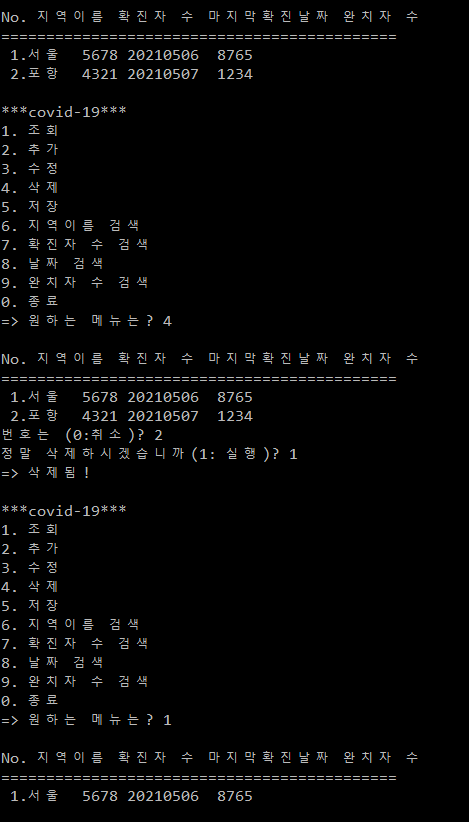 No. 지역이름 확진자 수 마지막확진날짜 완치자 수
============================================
 1.서울   5678 20210506  8765
 2.포항   4321 20210507  1234
***covid-19***
1. 조회
2. 추가
3. 수정
4. 삭제
5. 저장
6. 지역이름 검색
7. 확진자 수 검색
8. 날짜 검색
9. 완치자 수 검색
0. 종료
=> 원하는 메뉴는? 4
No. 지역이름 확진자 수 마지막확진날짜 완치자 수
============================================
 1.서울   5678 20210506  8765
 2.포항   4321 20210507  1234
번호는 (0:취소)? 2
정말 삭제하시겠습니까(1: 실행)? 1
=> 삭제됨!
***covid-19***
1. 조회
2. 추가
3. 수정
4. 삭제
5. 저장
6. 지역이름 검색
7. 확진자 수 검색
8. 날짜 검색
9. 완치자 수 검색
0. 종료
=> 원하는 메뉴는? 1
No. 지역이름 확진자 수 마지막확진날짜 완치자 수
============================================
 1.서울   5678 20210506  8765